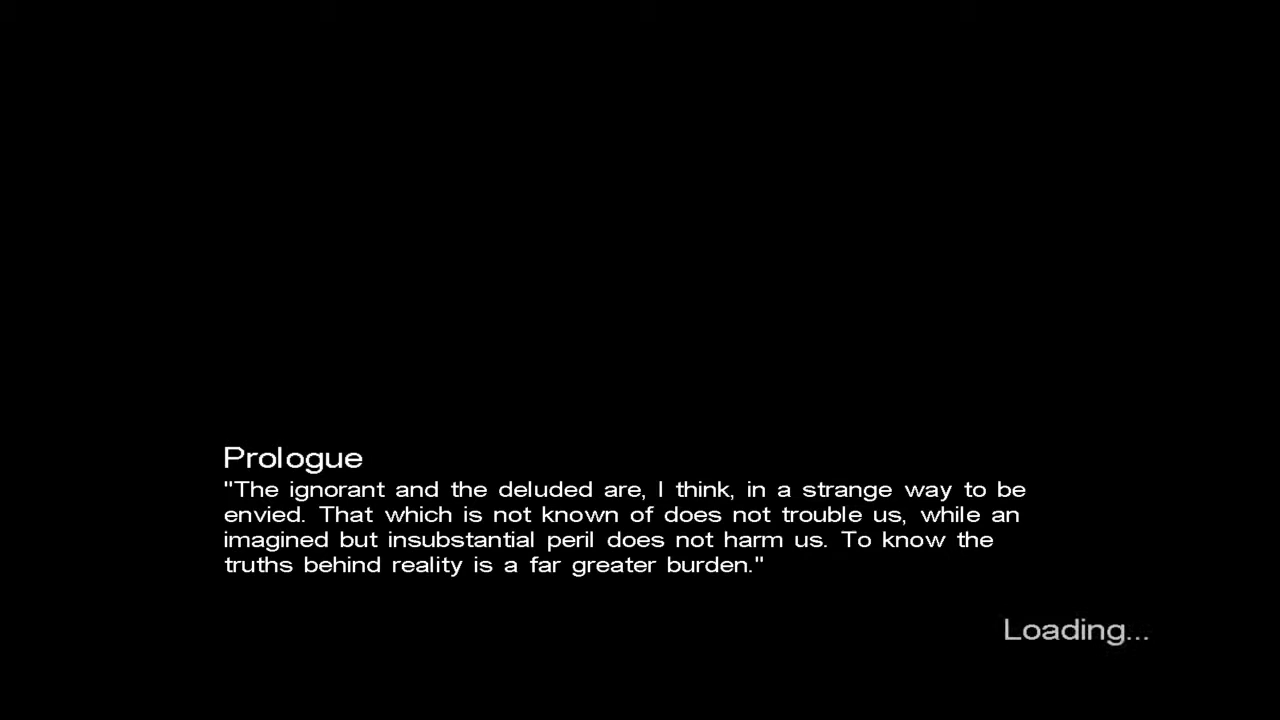 Prologue
"The ignorant and the deluded are, I think, in a strange way to be
envied. That which is not known of does not trouble us, while an
imagined but insubstantial peril does not harm us. To know the
truths behind reality is a far greater burden."
Loading...